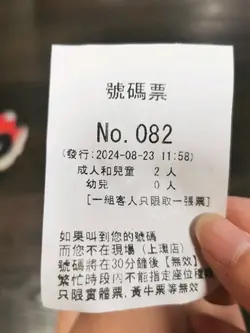 號碼票
No.082
(發行:2024-08-23 11:58)
成人和兒童 2人
幼兒 0人
[一組客人只限取一張票]
如果叫到您的號碼
而您不在現場(上環店)
號碼將在30分鐘後【無效】
繁忙時段內不能指定座位種類
只限實體票, 黃牛票等無效